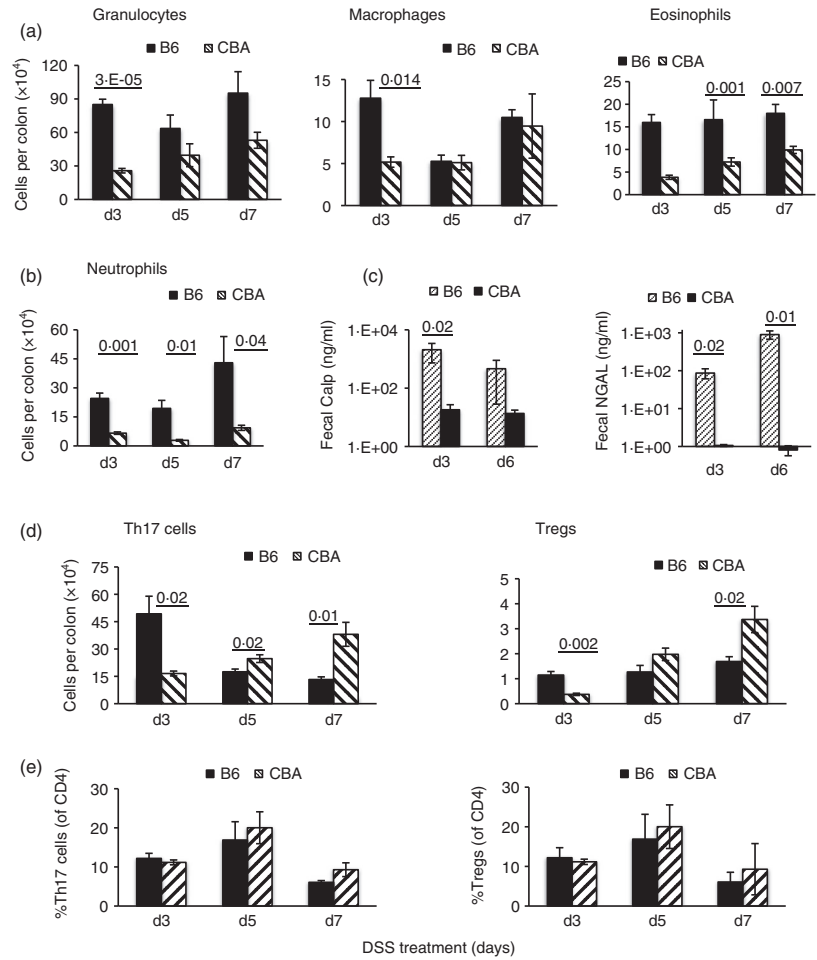 (a)
Granulocytes
B6 CBA
Cells per colon (×10⁴)
120
90
60
30
0
3·E-05
d3 d5 d7
Macrophages
B6 CBA
15
10
5
0
0·014
d3 d5 d7
Eosinophils
B6 CBA
25
20
15
10
5
0
0·001 0·007
d3 d5 d7
(b)
Neutrophils
B6 CBA
Cells per colon (×10⁴)
60
45
30
15
0
0·001 0·01 0·04
d3 d5 d7
(c)
B6 CBA
Fecal Calp (ng/ml)
1·E+04
1·E+02
1·E+00
0·02
d3 d6
B6 CBA
Fecal NGAL (ng/ml)
1·E+03
1·E+02
1·E+01
1·E+00
0·02 0·01
d3 d6
(d)
Th17 cells
B6 CBA
Cells per colon (×10⁴)
75
60
45
30
15
0
0·02 0·02 0·01
d3 d5 d7
Tregs
B6 CBA
5
4
3
2
1
0
0·002 0·02
d3 d5 d7
(e)
B6 CBA
%Th17 cells (of CD4)
30
20
10
0
d3 d5 d7
B6 CBA
%Tregs (of CD4)
30
20
10
0
d3 d5 d7
DSS treatment (days)